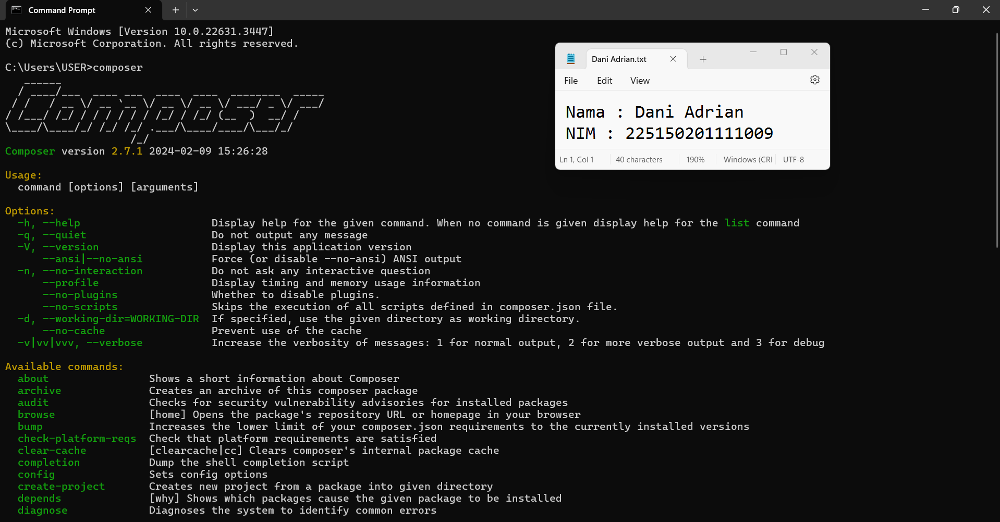 Command Prompt
Microsoft Windows [Version 10.0.22631.3447]
(c) Microsoft Corporation. All rights reserved.
C:\Users\USER>composer
   ______
  / ____/___  ____ ___  ____  ____  ________  _____
 / /   / __ \/ __ `__ \/ __ \/ __ \/ ___/ _ \/ ___/
/ /___/ /_/ / / / / / / /_/ / /_/ (__  )  __/ /
\____/\____/_/ /_/ /_/ .___/\____/____/\___/_/
                    /_/
Composer version 2.7.1 2024-02-09 15:26:28
Usage:
  command [options] [arguments]
Options:
  -h, --help                     Display help for the given command. When no command is given display help for the list command
  -q, --quiet                    Do not output any message
  -V, --version                  Display this application version
      --ansi|--no-ansi           Force (or disable --no-ansi) ANSI output
  -n, --no-interaction           Do not ask any interactive question
      --profile                  Display timing and memory usage information
      --no-plugins               Whether to disable plugins.
      --no-scripts               Skips the execution of all scripts defined in composer.json file.
  -d, --working-dir=WORKING-DIR  If specified, use the given directory as working directory.
      --no-cache                 Prevent use of the cache
  -v|vv|vvv, --verbose           Increase the verbosity of messages: 1 for normal output, 2 for more verbose output and 3 for debug
Available commands:
  about                Shows a short information about Composer
  archive              Creates an archive of this composer package
  audit                Checks for security vulnerability advisories for installed packages
  browse               [home] Opens the package's repository URL or homepage in your browser
  bump                 Increases the lower limit of your composer.json requirements to the currently installed versions
  check-platform-reqs  Check that platform requirements are satisfied
  clear-cache          [clearcache|cc] Clears composer's internal package cache
  completion           Dump the shell completion script
  config               Sets config options
  create-project       Creates new project from a package into given directory
  depends              [why] Shows which packages cause the given package to be installed
  diagnose             Diagnoses the system to identify common errors
Dani Adrian.txt
File Edit View
Nama : Dani Adrian
NIM : 225150201111009
Ln 1, Col 1 40 characters 190% Windows (CRI UTF-8